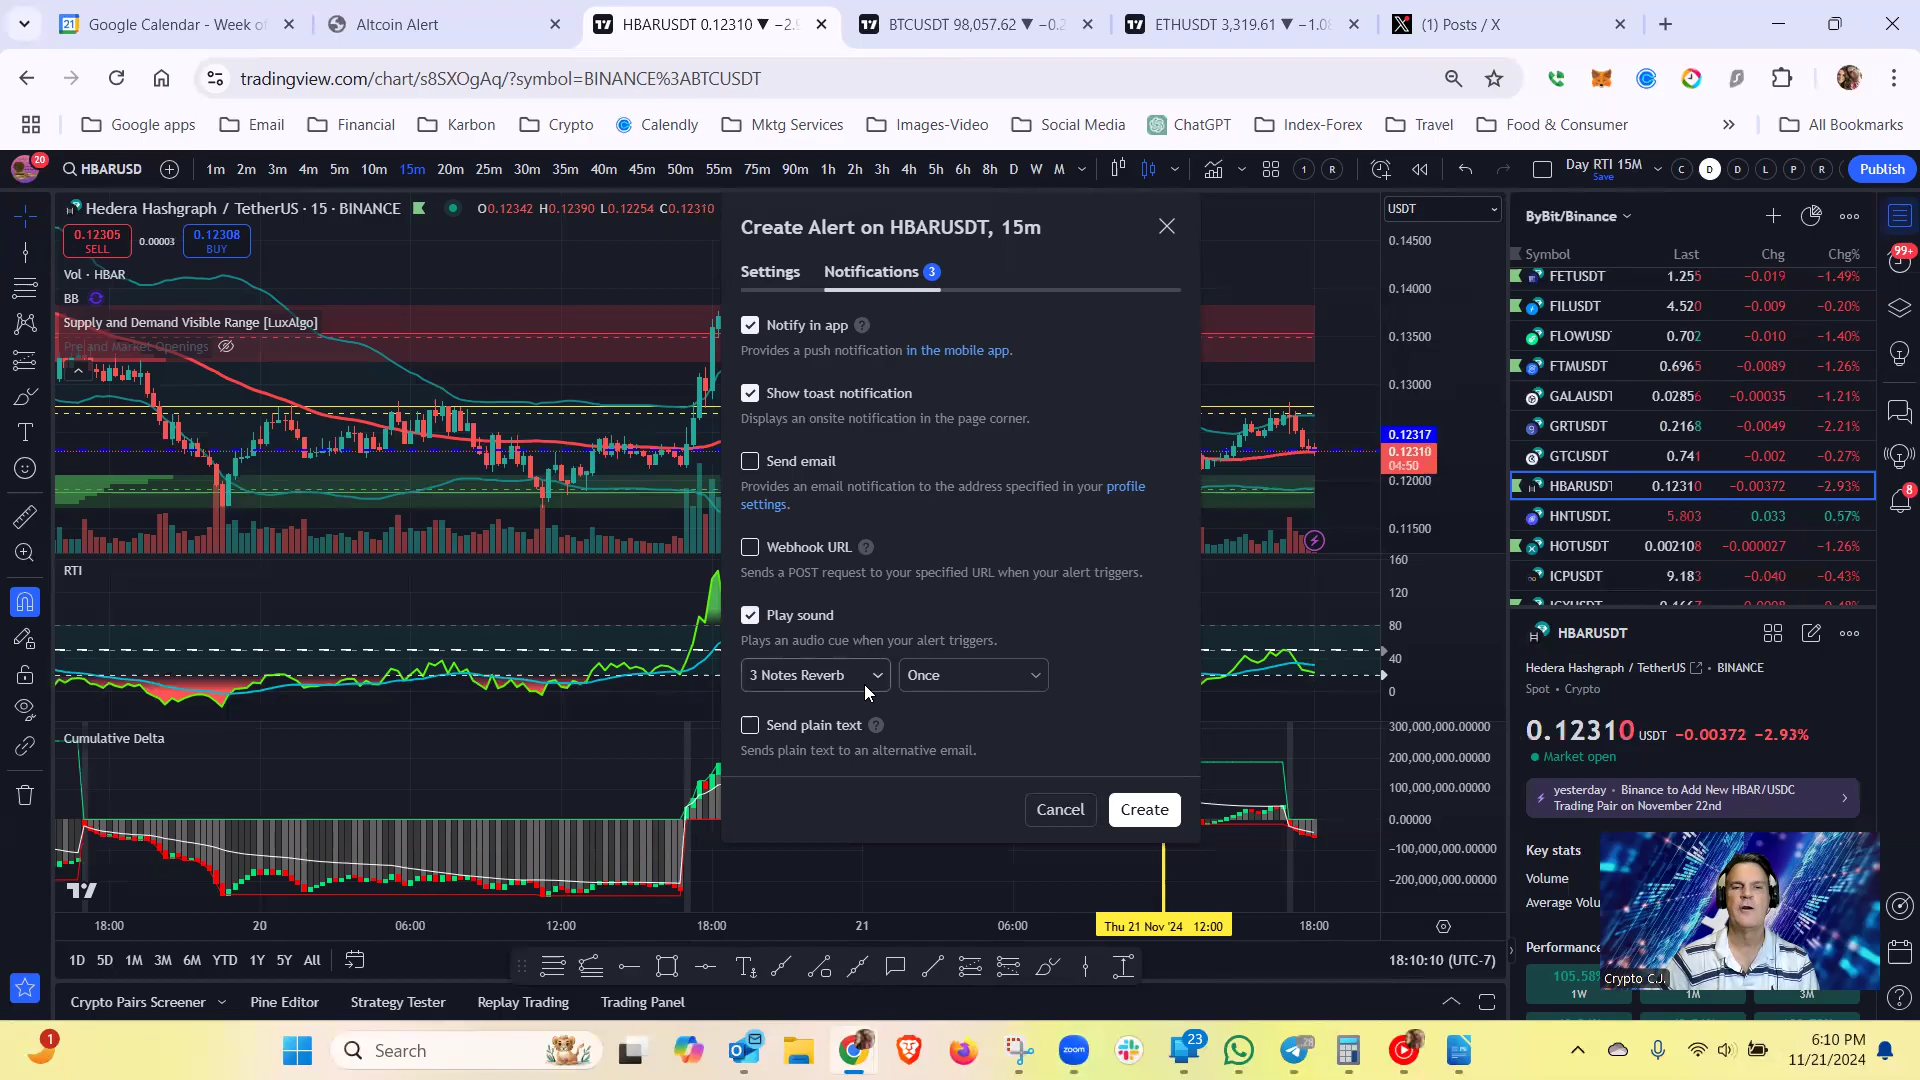 Google Calendar - Week of
Altcoin Alert
HBARUSDT 0.12310 ▼ −2.9
BTCUSDT 98,057.62 ▼ −0.2
ETHUSDT 3,319.61 ▼ −1.08
(1) Posts / X
tradingview.com/chart/s8SXOgAq/?symbol=BINANCE%3ABTCUSDT
Google apps
Email
Financial
Karbon
Crypto
Calendly
Mktg Services
Images-Video
Social Media
ChatGPT
Index-Forex
Travel
Food & Consumer
All Bookmarks
20
HBARUSD
1m 2m 3m 4m 5m 10m 15m 20m 25m 30m 35m 40m 45m 50m 55m 75m 90m 1h 2h 3h 4h 5h 6h 8h D W M
1 R
Day RTI 15M
Save
C D D L P R
Publish
Hedera Hashgraph / TetherUS · 15 · BINANCE
O0.12342 H0.12390 L0.12254 C0.12310
0.12305
SELL
0.00003
0.12308
BUY
Vol · HBAR
BB
Supply and Demand Visible Range [LuxAlgo]
Pre and Market Openings
RTI
Cumulative Delta
Create Alert on HBARUSDT, 15m
Settings
Notifications 3
Notify in app
Provides a push notification in the mobile app.
Show toast notification
Displays an onsite notification in the page corner.
Send email
Provides an email notification to the address specified in your profile
settings.
Webhook URL
Sends a POST request to your specified URL when your alert triggers.
Play sound
Plays an audio cue when your alert triggers.
3 Notes Reverb
Once
Send plain text
Sends plain text to an alternative email.
Cancel
Create
USDT
0.14500
0.14000
0.13500
0.13000
0.12317
0.12310
04:50
0.12000
0.11500
160
120
80
40
0
300,000,000.00000
200,000,000.00000
100,000,000.00000
0.00000
−100,000,000.00000
−200,000,000.00000
18:00 20 06:00 12:00 18:00 21 06:00
Thu 21 Nov '24 12:00
18:00
1D 5D 1M 3M 6M YTD 1Y 5Y All
18:10:10 (UTC-7)
Crypto Pairs Screener
Pine Editor
Strategy Tester
Replay Trading
Trading Panel
ByBit/Binance
Symbol Last Chg Chg%
FETUSDT 1.255 −0.019 −1.49%
FILUSDT 4.520 −0.009 −0.20%
FLOWUSD 0.702 −0.010 −1.40%
FTMUSDT 0.6965 −0.0089 −1.26%
GALAUSDT 0.02856 −0.00035 −1.21%
GRTUSDT 0.2168 −0.0049 −2.21%
GTCUSDT 0.741 −0.002 −0.27%
HBARUSDT 0.12310 −0.00372 −2.93%
HNTUSDT. 5.803 0.033 0.57%
HOTUSDT 0.002108 −0.000027 −1.26%
ICPUSDT 9.183 −0.040 −0.43%
HBARUSDT
Hedera Hashgraph / TetherUS • BINANCE
Spot • Crypto
0.12310 USDT −0.00372 −2.93%
Market open
yesterday • Binance to Add New HBAR/USDC
Trading Pair on November 22nd
Key stats
Volume
Average Volu
Performance
105.58%
1W
1M
3M
Crypto C.J.
99+
8
1
Search
23
zoom
28
6:10 PM
11/21/2024